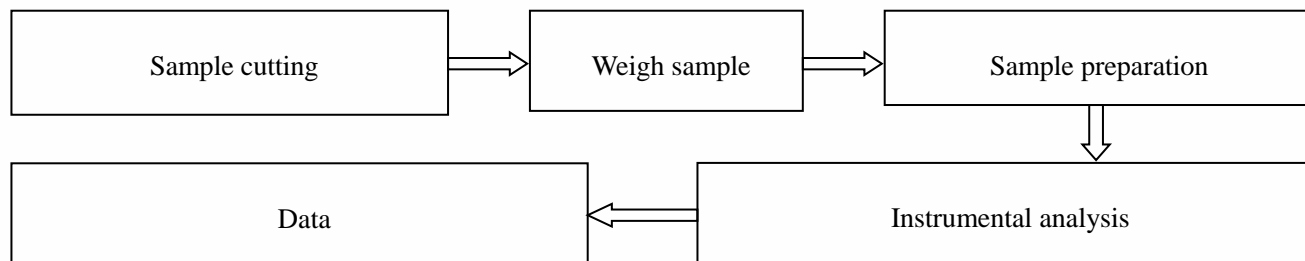 Sample cutting
Weigh sample
Sample preparation
Instrumental analysis
Data